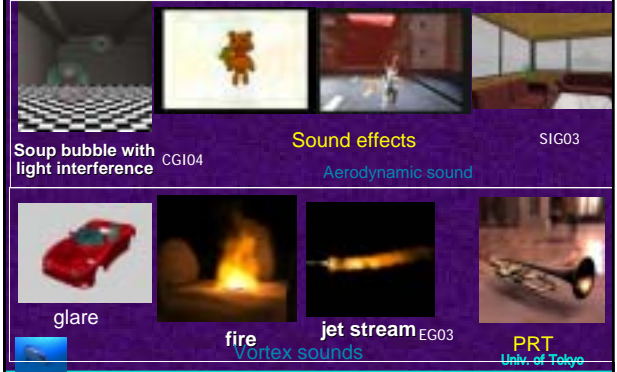 Soup bubble with
light interference
CGI04
Sound effects
SIG03
Aerodynamic sound
glare
fire
jet stream
EG03
Vortex sounds
PRT
Univ. of Tokyo